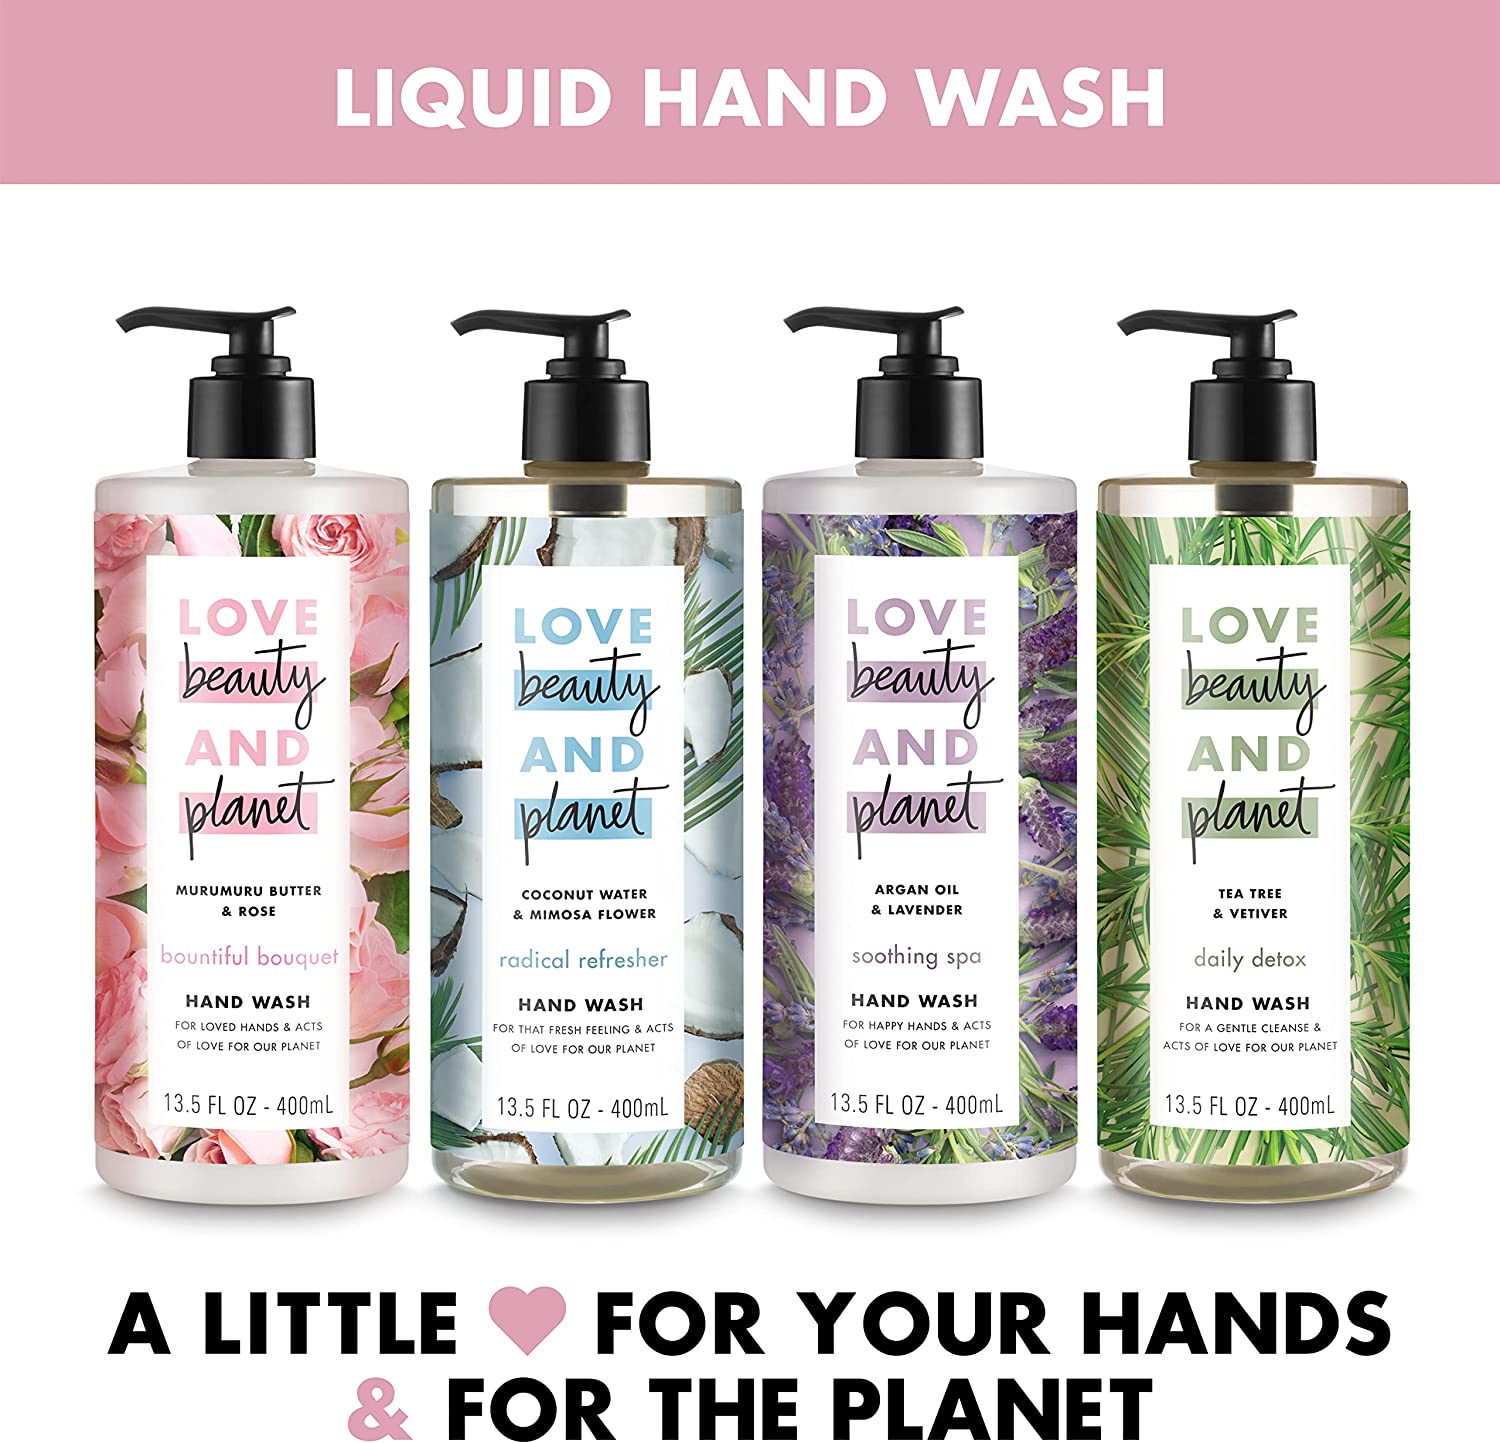 LIQUID HAND WASH
LOVE
beauty
AND
planet
MURUMURU BUTTER
& ROSE
bountiful bouquet
HAND WASH
FOR LOVED HANDS & ACTS
OF LOVE FOR OUR PLANET
13.5 FL OZ - 400mL
LOVE
beauty
AND
planet
COCONUT WATER
& MIMOSA FLOWER
radical refresher
HAND WASH
FOR THAT FRESH FEELING & ACTS
OF LOVE FOR OUR PLANET
13.5 FL OZ - 400mL
LOVE
beauty
AND
planet
ARGAN OIL
& LAVENDER
soothing spa
HAND WASH
FOR HAPPY HANDS & ACTS
OF LOVE FOR OUR PLANET
13.5 FL OZ - 400mL
LOVE
beauty
AND
planet
TEA TREE
& VETIVER
daily detox
HAND WASH
FOR A GENTLE CLEANSE &
ACTS OF LOVE FOR OUR PLANET
13.5 FL OZ - 400mL
A LITTLE ♥ FOR YOUR HANDS
& FOR THE PLANET